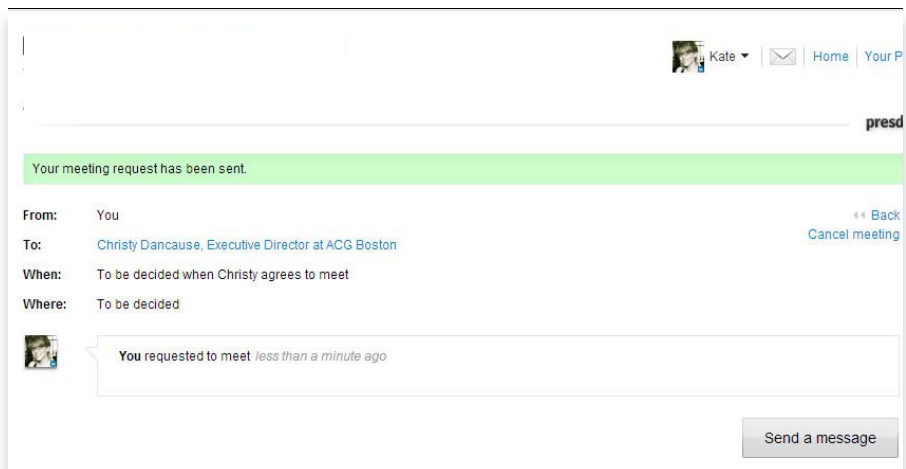 Kate Home Your P
presd
Your meeting request has been sent.
From: You Back
Cancel meeting
To: Christy Dancause, Executive Director at ACG Boston
When: To be decided when Christy agrees to meet
Where: To be decided
You requested to meet less than a minute ago
Send a message